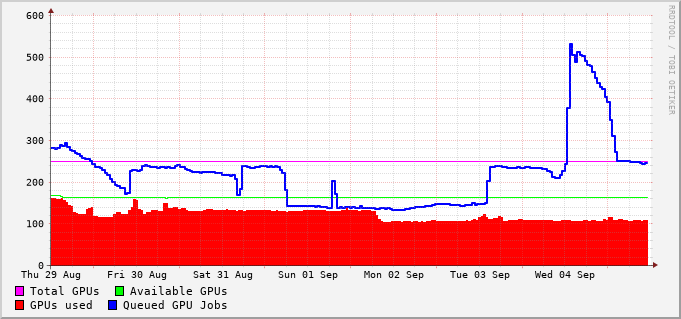 RRDTOOL / TOBI OETIKER
600
500
400
300
200
100
0
Thu 29 Aug Fri 30 Aug Sat 31 Aug Sun 01 Sep Mon 02 Sep Tue 03 Sep Wed 04 Sep
Total GPUs Available GPUs
GPUs used Queued GPU Jobs